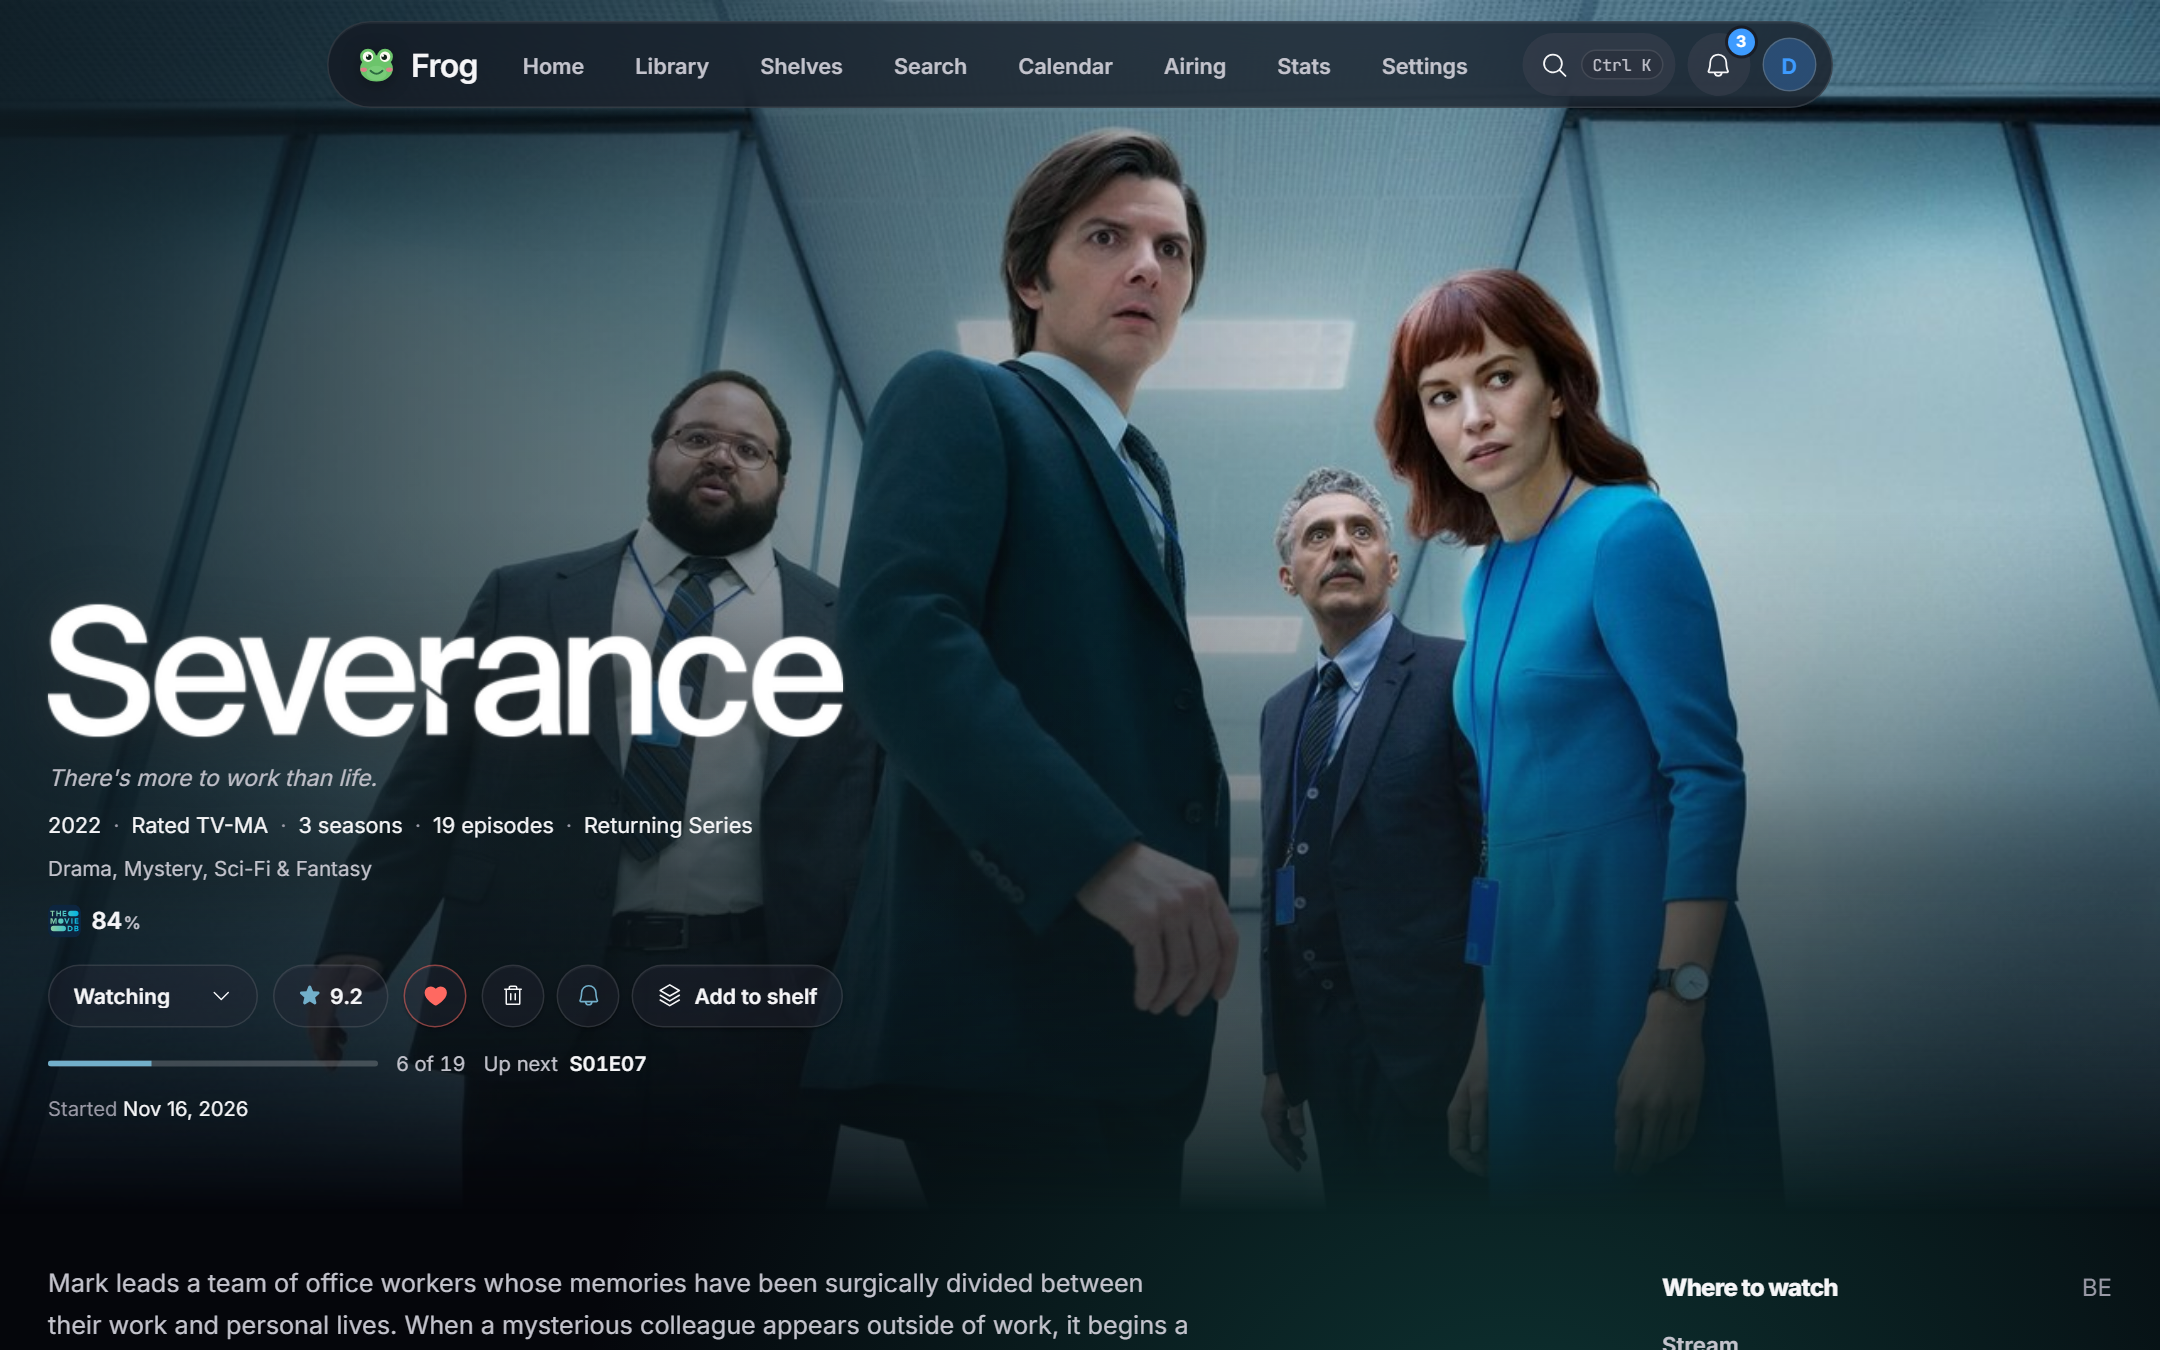 Frog Home Library Shelves Search Calendar Airing Stats Settings Ctrl K 3 D
Severance
There's more to work than life.
2022 · Rated TV-MA · 3 seasons · 19 episodes · Returning Series
Drama, Mystery, Sci-Fi & Fantasy
THE MOVIE DB 84%
Watching 9.2 Add to shelf
6 of 19 Up next S01E07
Started Nov 16, 2026
Mark leads a team of office workers whose memories have been surgically divided between
their work and personal lives. When a mysterious colleague appears outside of work, it begins a
Where to watch BE
Stream